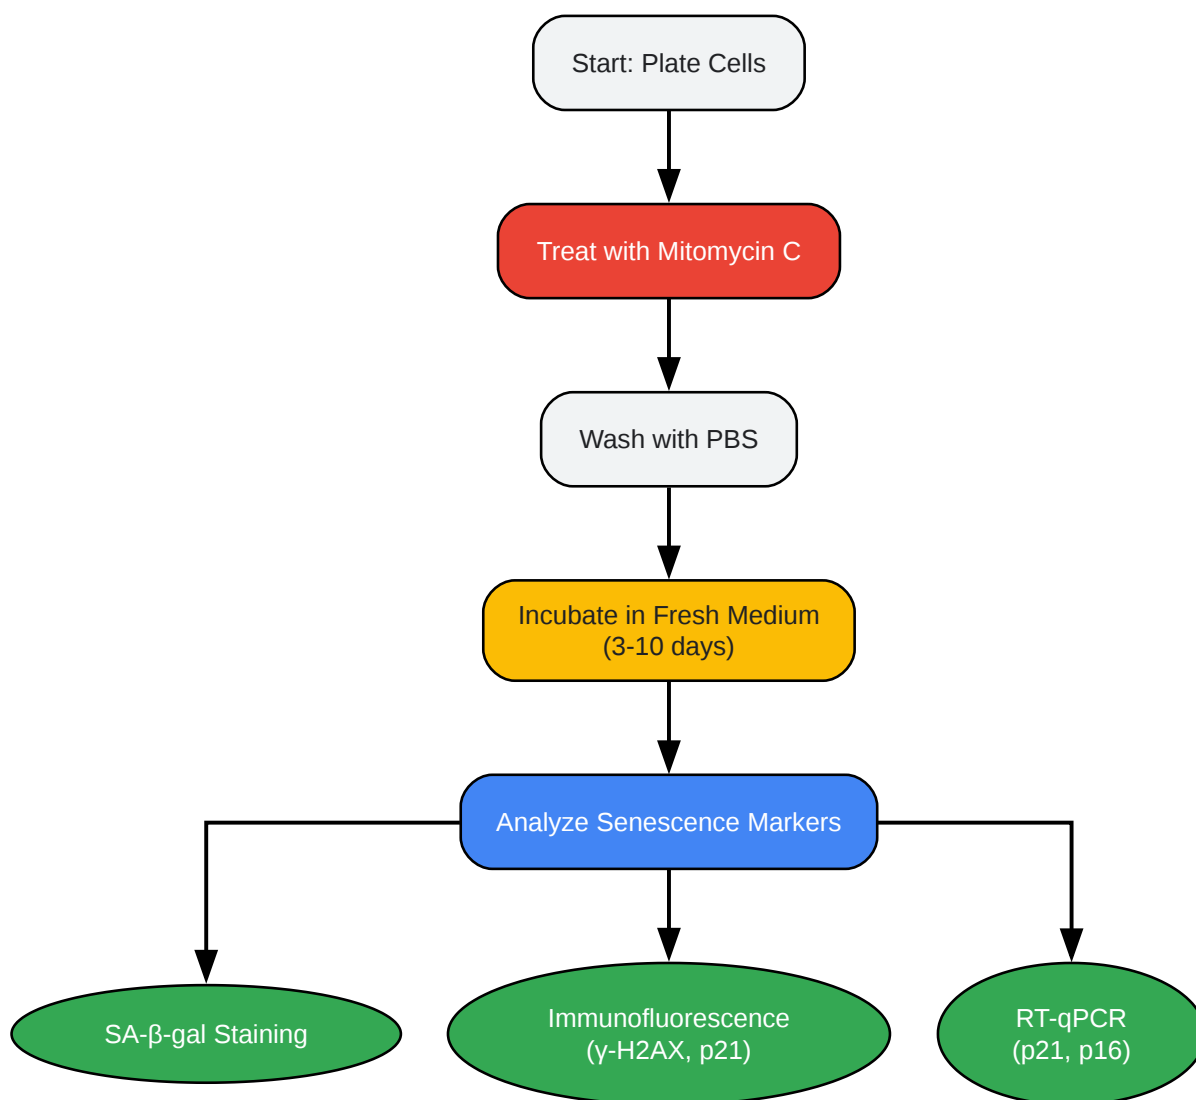 Start: Plate Cells
Treat with Mitomycin C
Wash with PBS
Incubate in Fresh Medium
(3-10 days)
Analyze Senescence Markers
SA-β-gal Staining
Immunofluorescence
(γ-H2AX, p21)
RT-qPCR
(p21, p16)